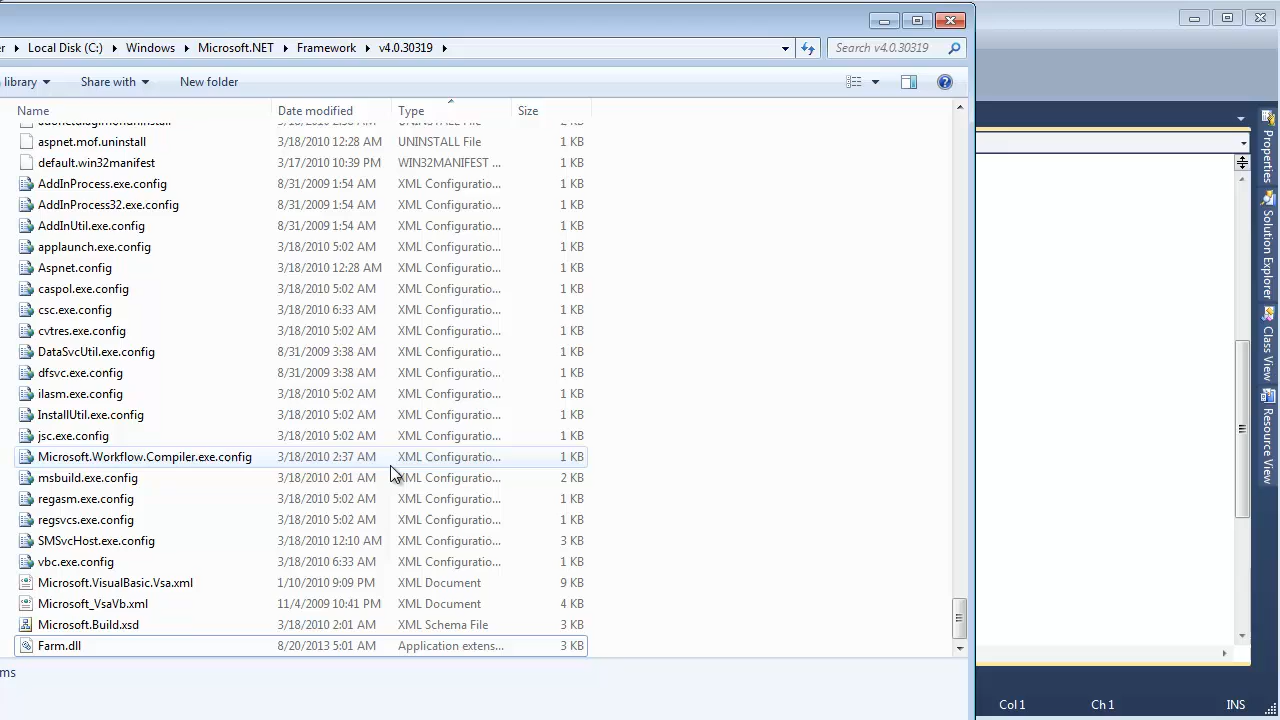 r ▸ Local Disk (C:) ▸ Windows ▸ Microsoft.NET ▸ Framework ▸ v4.0.30319 ▸ Search v4.0.30319
library Share with New folder
Name Date modified Type Size
aspnet.mof.uninstall 3/18/2010 12:28 AM UNINSTALL File 1 KB
default.win32manifest 3/17/2010 10:39 PM WIN32MANIFEST ... 1 KB
AddInProcess.exe.config 8/31/2009 1:54 AM XML Configuratio... 1 KB
AddInProcess32.exe.config 8/31/2009 1:54 AM XML Configuratio... 1 KB
AddInUtil.exe.config 8/31/2009 1:54 AM XML Configuratio... 1 KB
applaunch.exe.config 3/18/2010 5:02 AM XML Configuratio... 1 KB
Aspnet.config 3/18/2010 12:28 AM XML Configuratio... 1 KB
caspol.exe.config 3/18/2010 5:02 AM XML Configuratio... 1 KB
csc.exe.config 3/18/2010 6:33 AM XML Configuratio... 1 KB
cvtres.exe.config 3/18/2010 5:02 AM XML Configuratio... 1 KB
DataSvcUtil.exe.config 8/31/2009 3:38 AM XML Configuratio... 1 KB
dfsvc.exe.config 8/31/2009 3:38 AM XML Configuratio... 1 KB
ilasm.exe.config 3/18/2010 5:02 AM XML Configuratio... 1 KB
InstallUtil.exe.config 3/18/2010 5:02 AM XML Configuratio... 1 KB
jsc.exe.config 3/18/2010 5:02 AM XML Configuratio... 1 KB
Microsoft.Workflow.Compiler.exe.config 3/18/2010 2:37 AM XML Configuratio... 1 KB
msbuild.exe.config 3/18/2010 2:01 AM XML Configuratio... 2 KB
regasm.exe.config 3/18/2010 5:02 AM XML Configuratio... 1 KB
regsvcs.exe.config 3/18/2010 5:02 AM XML Configuratio... 1 KB
SMSvcHost.exe.config 3/18/2010 12:10 AM XML Configuratio... 3 KB
vbc.exe.config 3/18/2010 6:33 AM XML Configuratio... 1 KB
Microsoft.VisualBasic.Vsa.xml 1/10/2010 9:09 PM XML Document 9 KB
Microsoft_VsaVb.xml 11/4/2009 10:41 PM XML Document 4 KB
Microsoft.Build.xsd 3/18/2010 2:01 AM XML Schema File 3 KB
Farm.dll 8/20/2013 5:01 AM Application extens... 3 KB
ms
Properties
Solution Explorer
Class View
Resource View
Col 1 Ch 1 INS